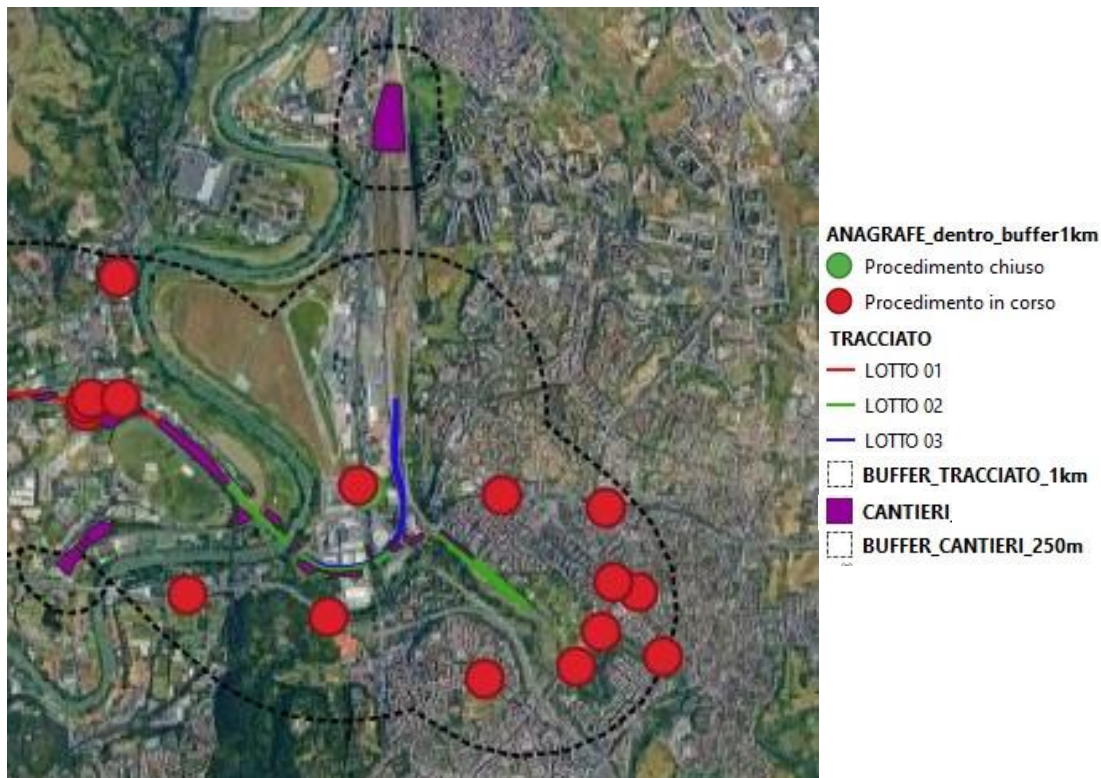 ANAGRAFE_dentro_buffer1km
Procedimento chiuso
Procedimento in corso
TRACCIATO
LOTTO 01
LOTTO 02
LOTTO 03
BUFFER_TRACCIATO_1km
CANTIERI
BUFFER_CANTIERI_250m